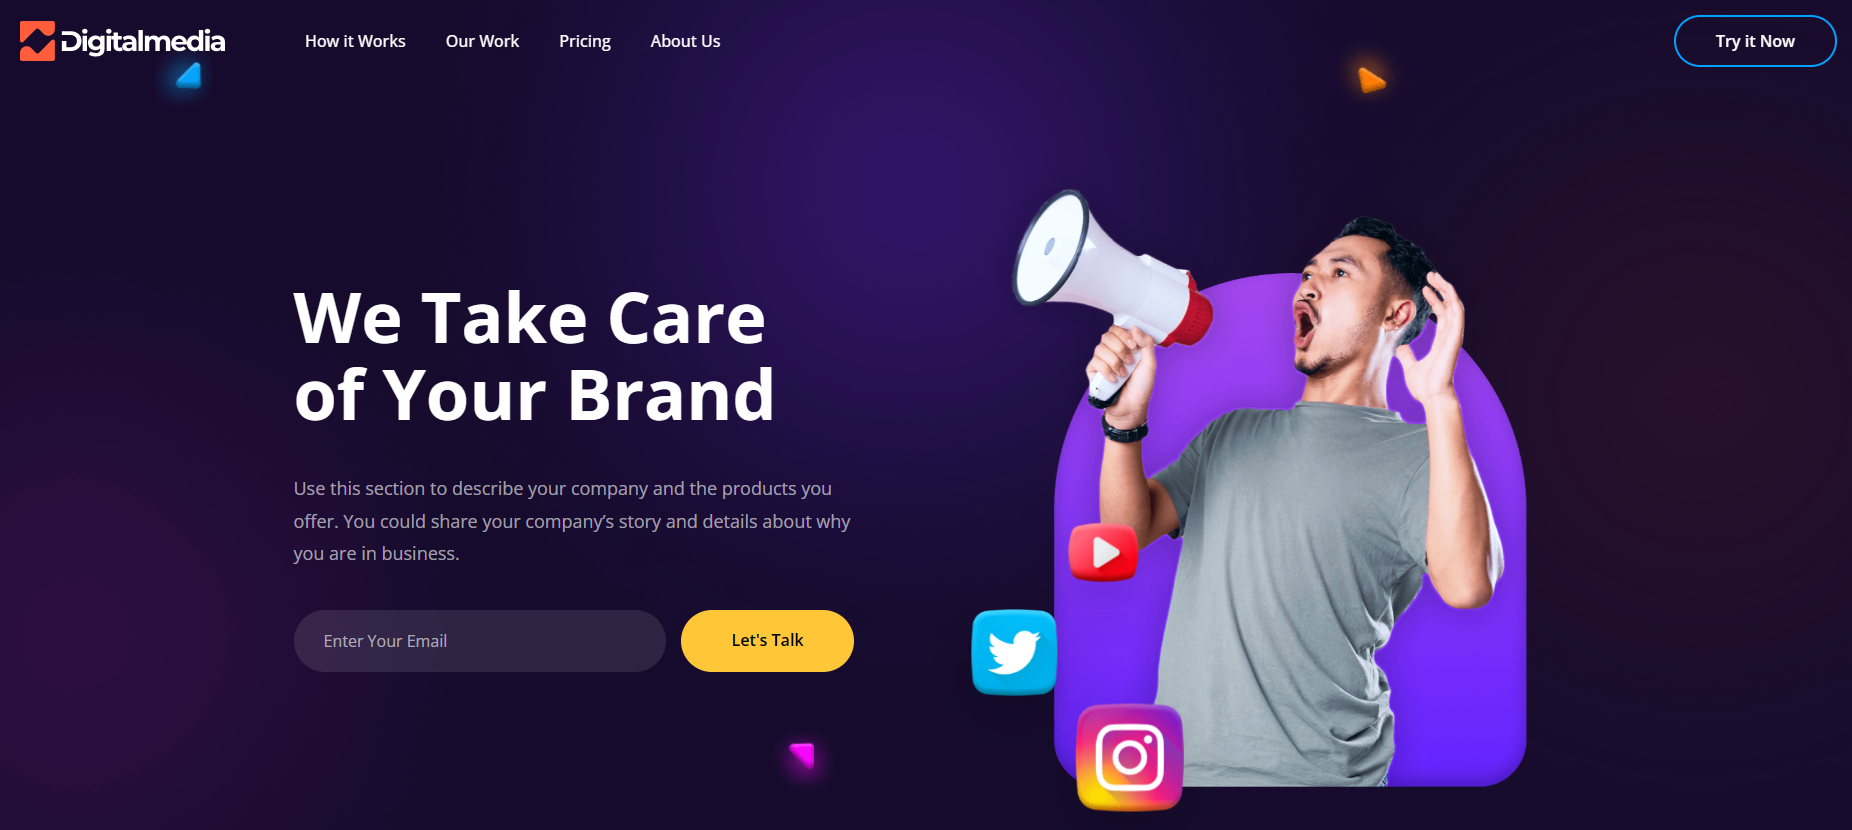 Digitalmedia
How it Works
Our Work
Pricing
About Us
Try it Now
We Take Care
of Your Brand
Use this section to describe your company and the products you
offer. You could share your company’s story and details about why
you are in business.
Enter Your Email
Let's Talk